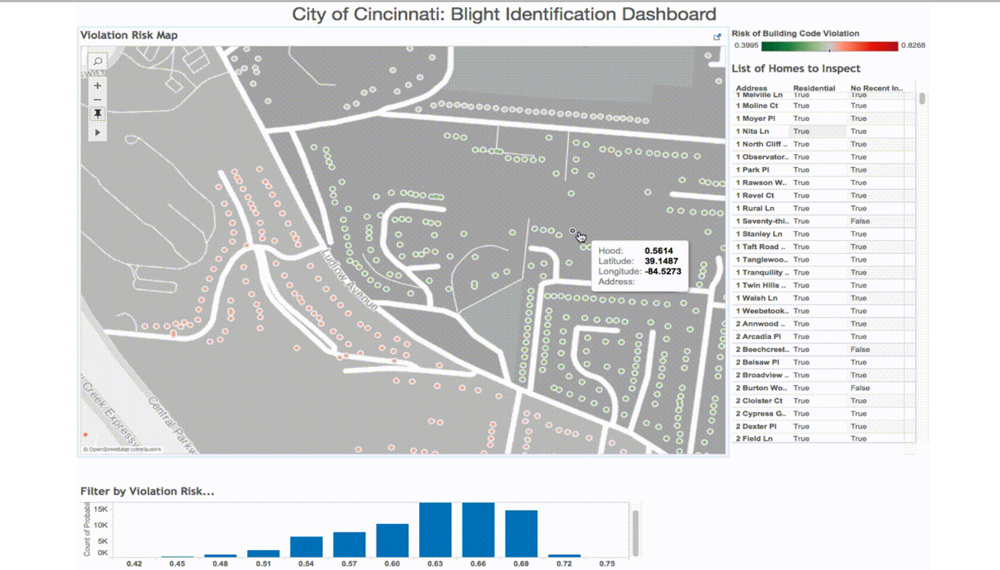 City of Cincinnati: Blight Identification Dashboard
Violation Risk Map
Risk of Building Code Violation
0.3995 0.8268
List of Homes to Inspect
Address Residential No Recent In..
1 Melville Ln True True
1 Moline Ct True True
1 Moyer Pl True True
1 Nita Ln True True
1 North Cliff .. True True
1 Observator.. True True
1 Park Pl True True
1 Rawson W.. True True
1 Revel Ct True True
1 Rural Ln True True
1 Seventy-thi.. True False
1 Stanley Ln True True
1 Taft Road .. True True
1 Tanglewoo.. True True
1 Tranquility .. True True
1 Twin Hills .. True True
1 Walsh Ln True True
1 Weebetook.. True True
2 Annwood .. True True
2 Arcadia Pl True True
2 Beechcrest.. True False
2 Belsaw Pl True True
2 Broadview .. True True
2 Burton Wo.. True False
2 Cloister Ct True True
2 Cypress G.. True True
2 Dexter Pl True True
2 Field Ln True True
Ludlow Avenue
Hood: 0.5614
Latitude: 39.1487
Longitude: -84.5273
Address:
Creek Expressw
Central Parkw
© OpenStreetMap contributors
Filter by Violation Risk...
Count of Probabil
15K
10K
5K
0K
0.42 0.45 0.48 0.51 0.54 0.57 0.60 0.63 0.66 0.69 0.72 0.75